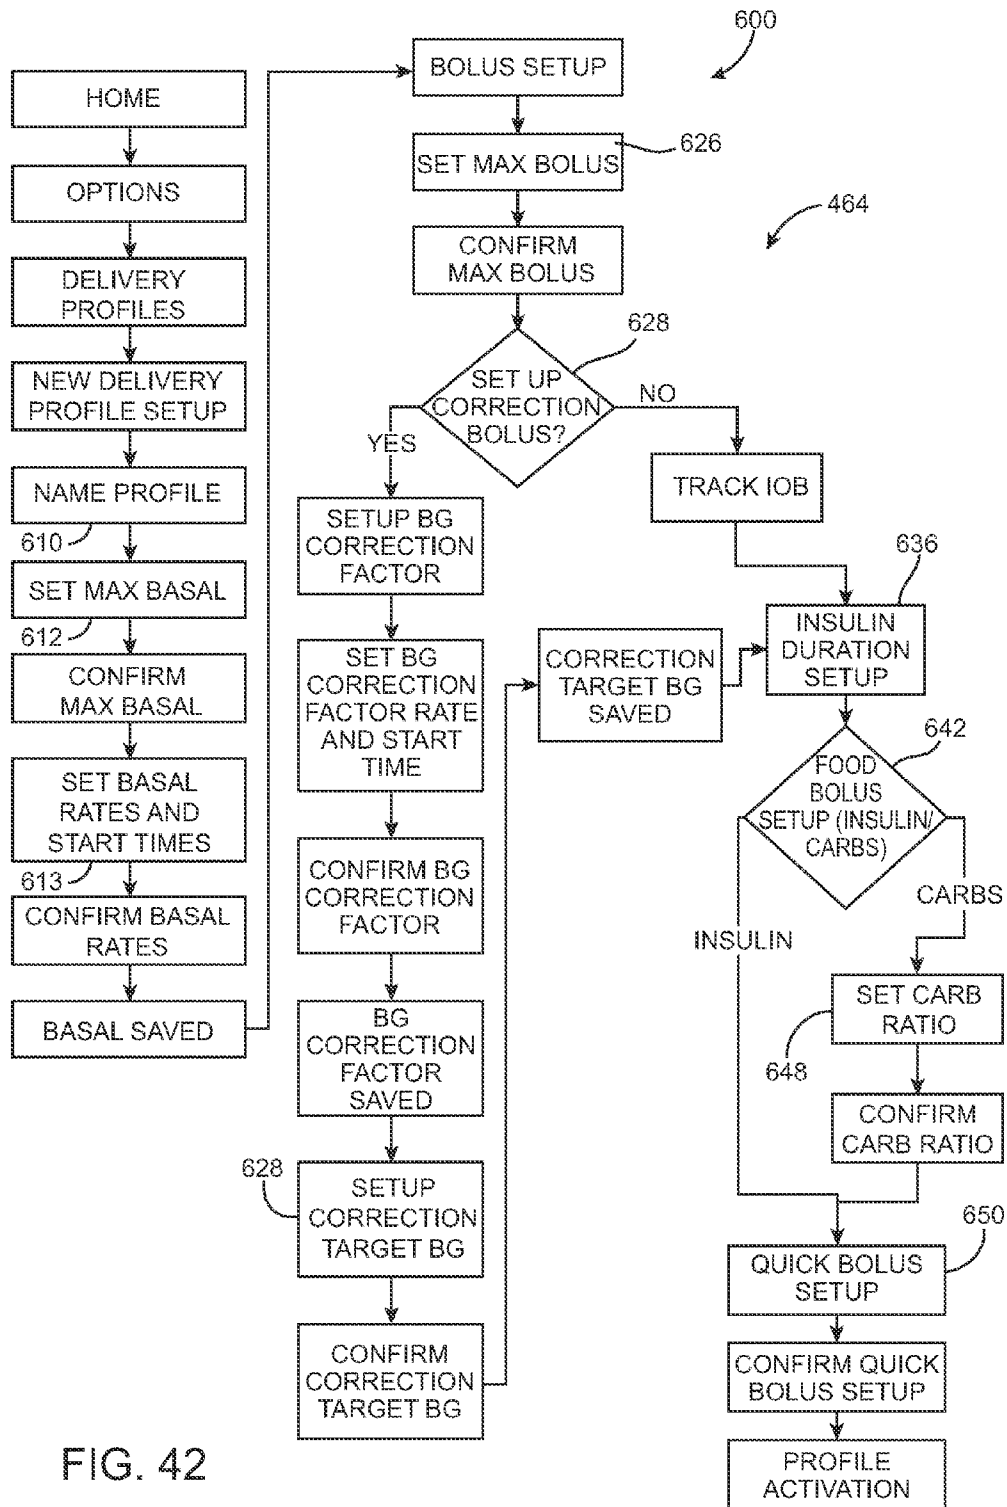 600
HOME
OPTIONS
DELIVERY
PROFILES
NEW DELIVERY
PROFILE SETUP
NAME PROFILE
610
SET MAX BASAL
612
CONFIRM
MAX BASAL
SET BASAL
RATES AND
START TIMES
613
CONFIRM BASAL
RATES
BASAL SAVED
BOLUS SETUP
SET MAX BOLUS
626
464
CONFIRM
MAX BOLUS
628
SET UP
CORRECTION
BOLUS?
YES
NO
SETUP BG
CORRECTION
FACTOR
SET BG
CORRECTION
FACTOR RATE
AND START
TIME
CONFIRM BG
CORRECTION
FACTOR
BG
CORRECTION
FACTOR
SAVED
628
SETUP
CORRECTION
TARGET BG
CONFIRM
CORRECTION
TARGET BG
CORRECTION
TARGET BG
SAVED
TRACK IOB
636
INSULIN
DURATION
SETUP
642
FOOD
BOLUS
SETUP (INSULIN/
CARBS)
INSULIN
CARBS
SET CARB
RATIO
648
CONFIRM
CARB RATIO
650
QUICK BOLUS
SETUP
CONFIRM QUICK
BOLUS SETUP
PROFILE
ACTIVATION
FIG. 42